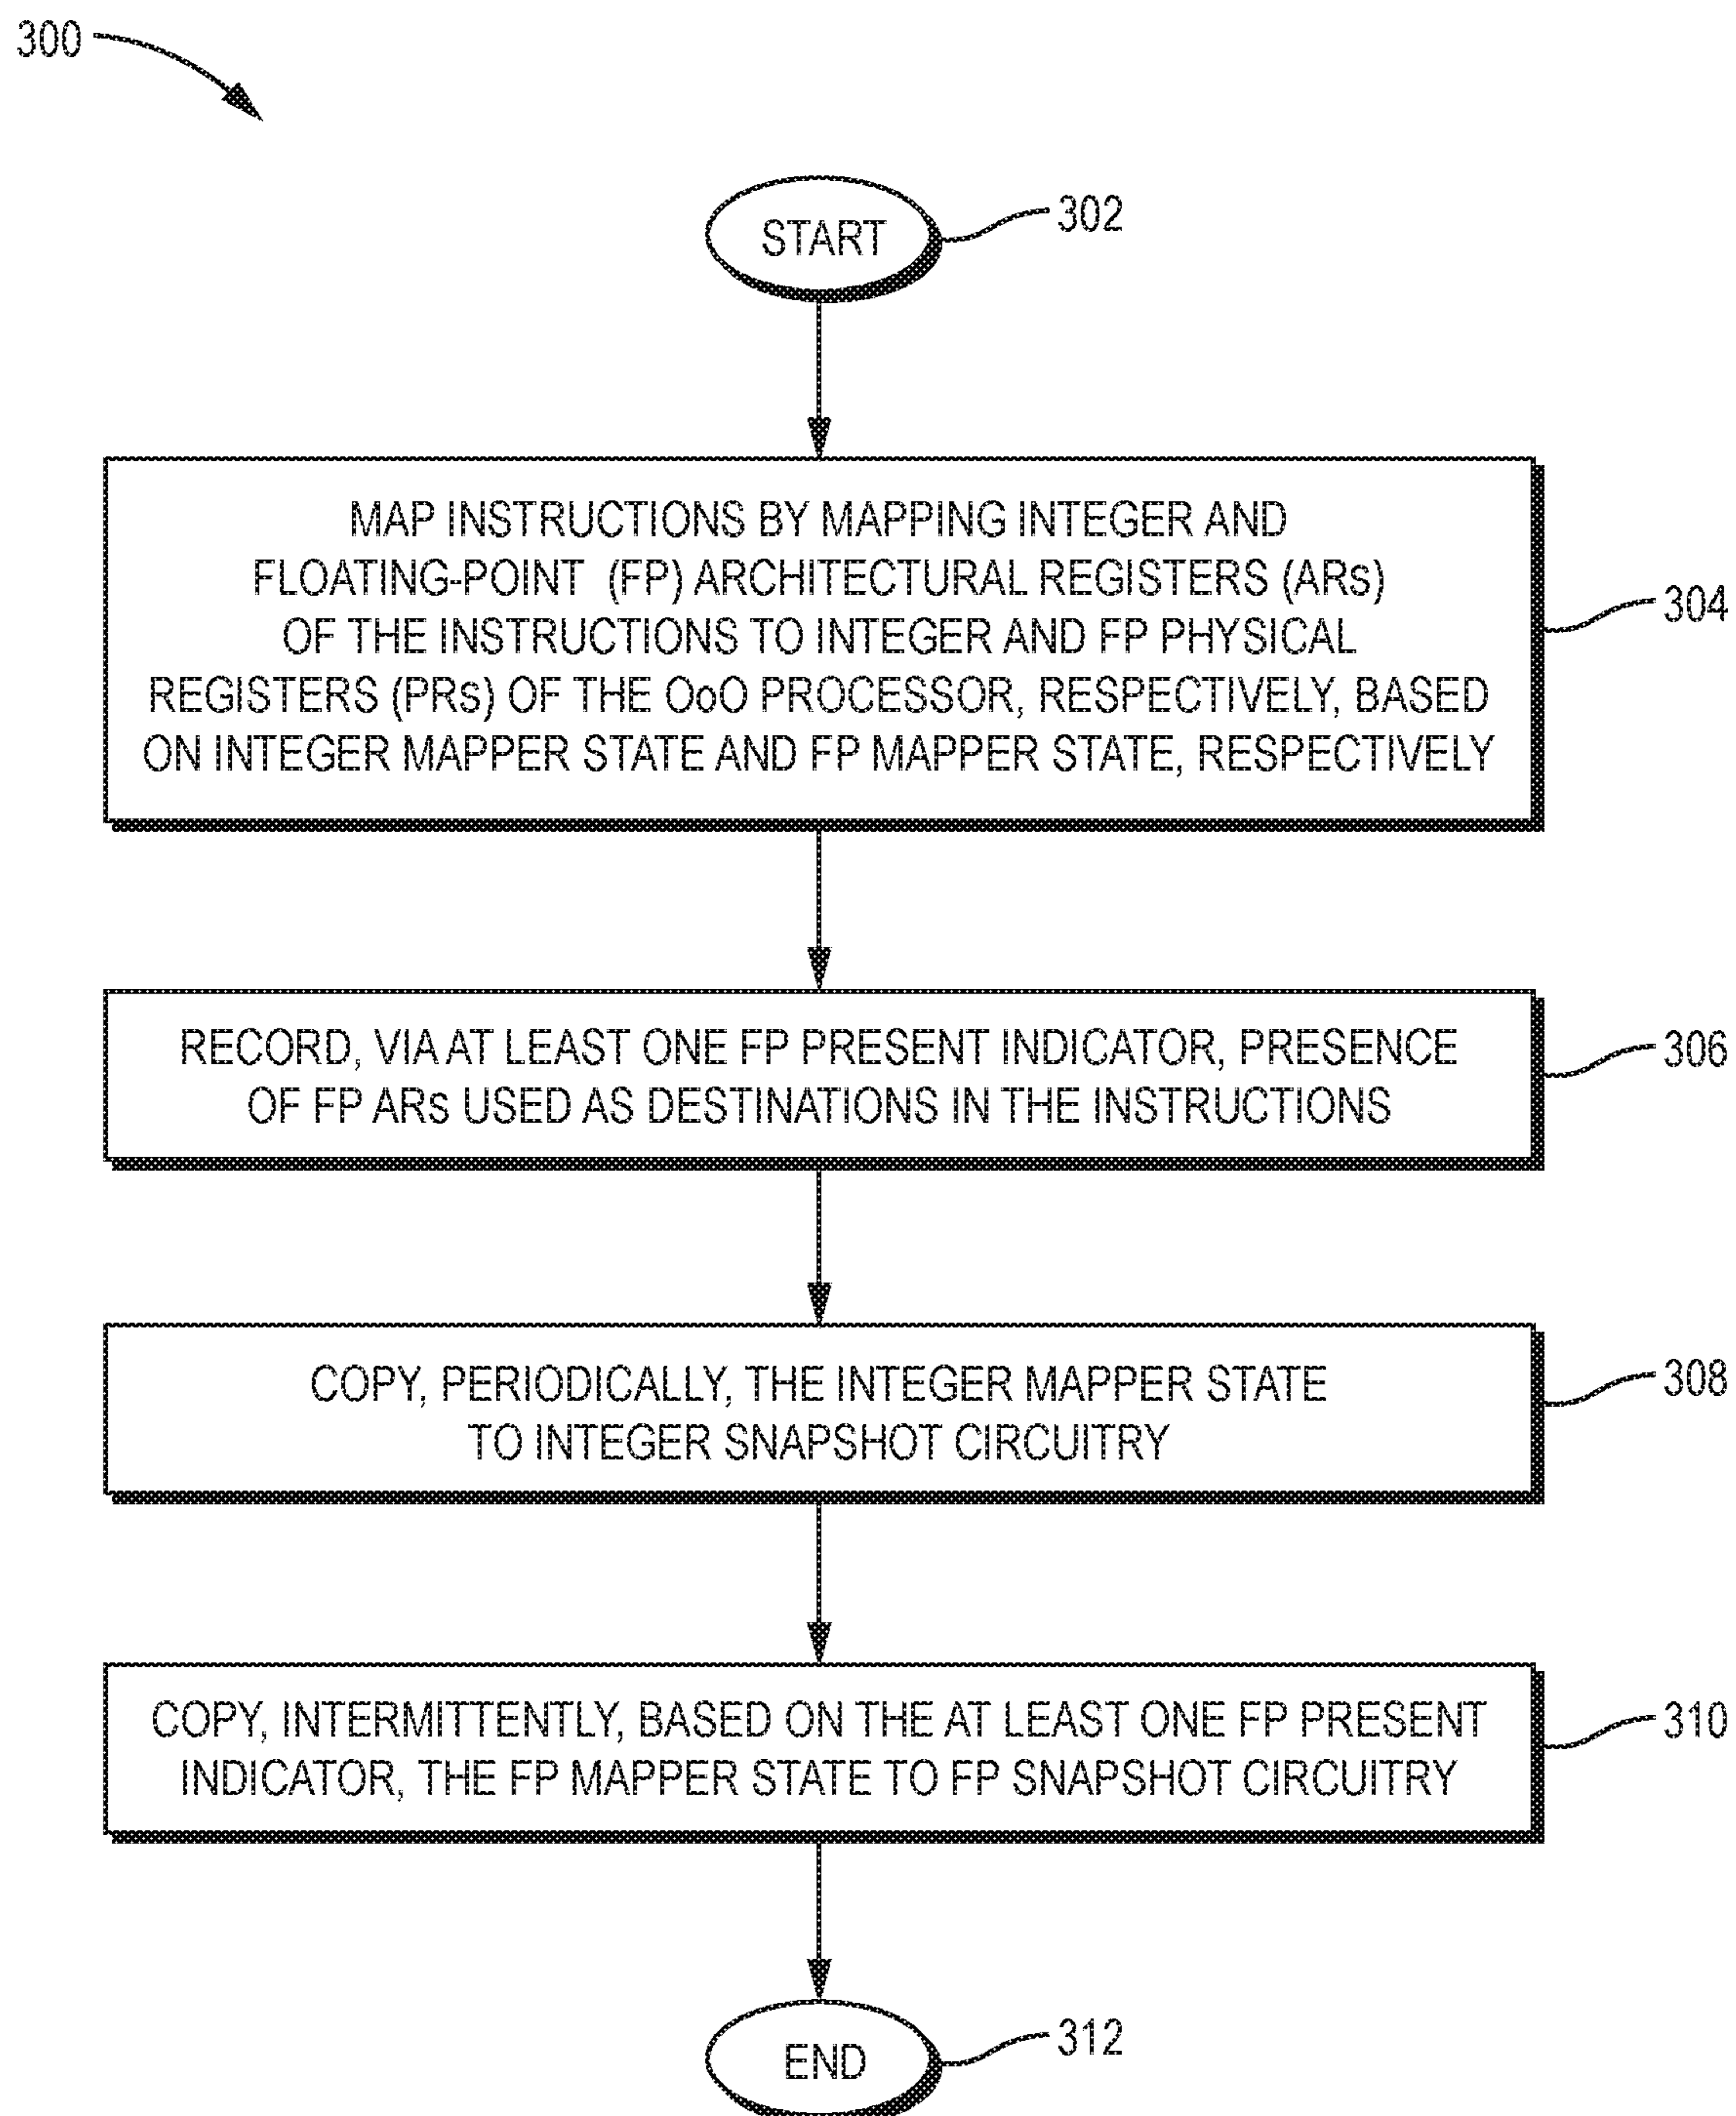 300
START
302
MAP INSTRUCTIONS BY MAPPING INTEGER AND
FLOATING-POINT (FP) ARCHITECTURAL REGISTERS (ARs)
OF THE INSTRUCTIONS TO INTEGER AND FP PHYSICAL
REGISTERS (PRs) OF THE OoO PROCESSOR, RESPECTIVELY, BASED
ON INTEGER MAPPER STATE AND FP MAPPER STATE, RESPECTIVELY
304
RECORD, VIA AT LEAST ONE FP PRESENT INDICATOR, PRESENCE
OF FP ARs USED AS DESTINATIONS IN THE INSTRUCTIONS
306
COPY, PERIODICALLY, THE INTEGER MAPPER STATE
TO INTEGER SNAPSHOT CIRCUITRY
308
COPY, INTERMITTENTLY, BASED ON THE AT LEAST ONE FP PRESENT
INDICATOR, THE FP MAPPER STATE TO FP SNAPSHOT CIRCUITRY
310
END
312